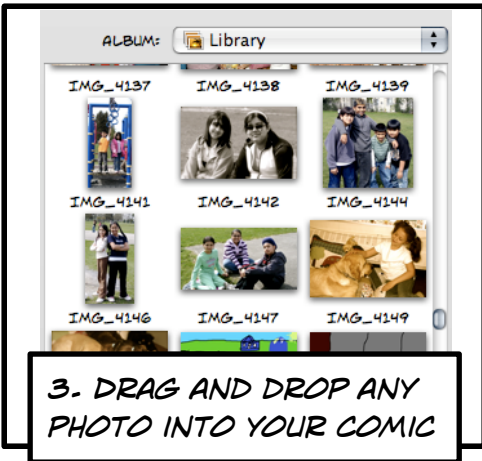 ALBUM: Library
IMG_4137 IMG_4138 IMG_4139
IMG_4141 IMG_4142 IMG_4144
IMG_4146 IMG_4147 IMG_4149
3. DRAG AND DROP ANY
PHOTO INTO YOUR COMIC